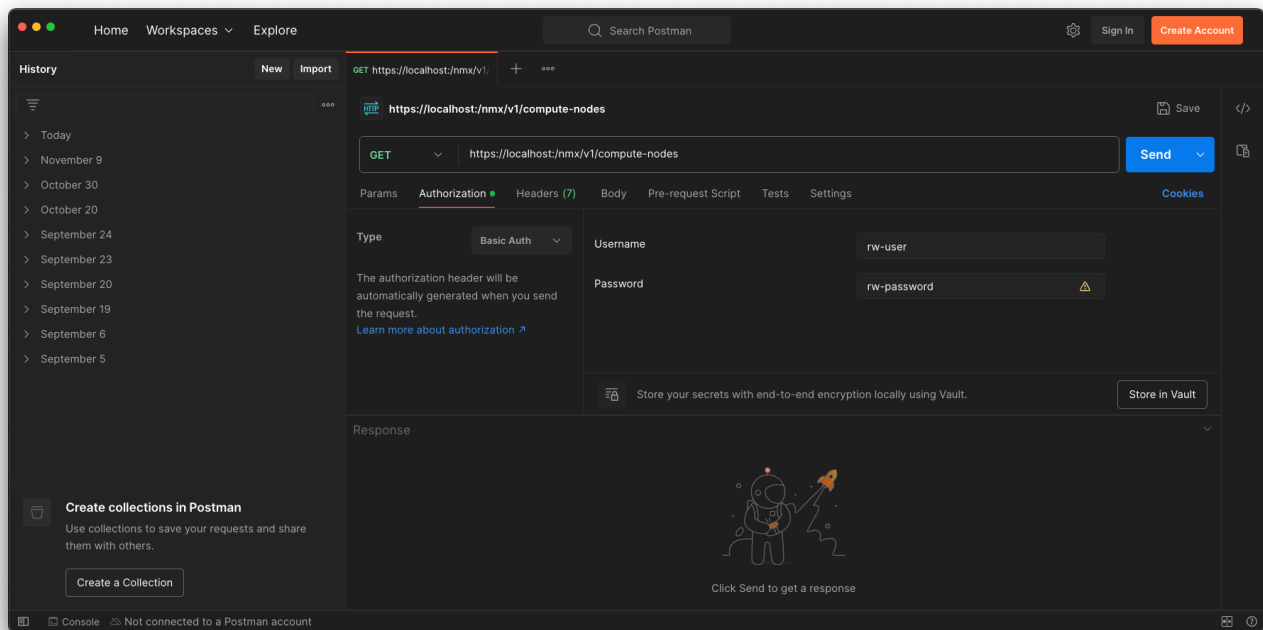 Home Workspaces Explore
Search Postman
Sign In Create Account
History New Import
GET https://localhost:/nmx/v1/
Today
November 9
October 30
October 20
September 24
September 23
September 20
September 19
September 6
September 5
Create collections in Postman
Use collections to save your requests and share
them with others.
Create a Collection
HTTP https://localhost:/nmx/v1/compute-nodes
Save
GET https://localhost:/nmx/v1/compute-nodes
Send
Params Authorization Headers (7) Body Pre-request Script Tests Settings
Cookies
Type Basic Auth
The authorization header will be
automatically generated when you send
the request.
Learn more about authorization ↗
Username rw-user
Password rw-password
Store your secrets with end-to-end encryption locally using Vault.
Store in Vault
Response
Click Send to get a response
Console Not connected to a Postman account